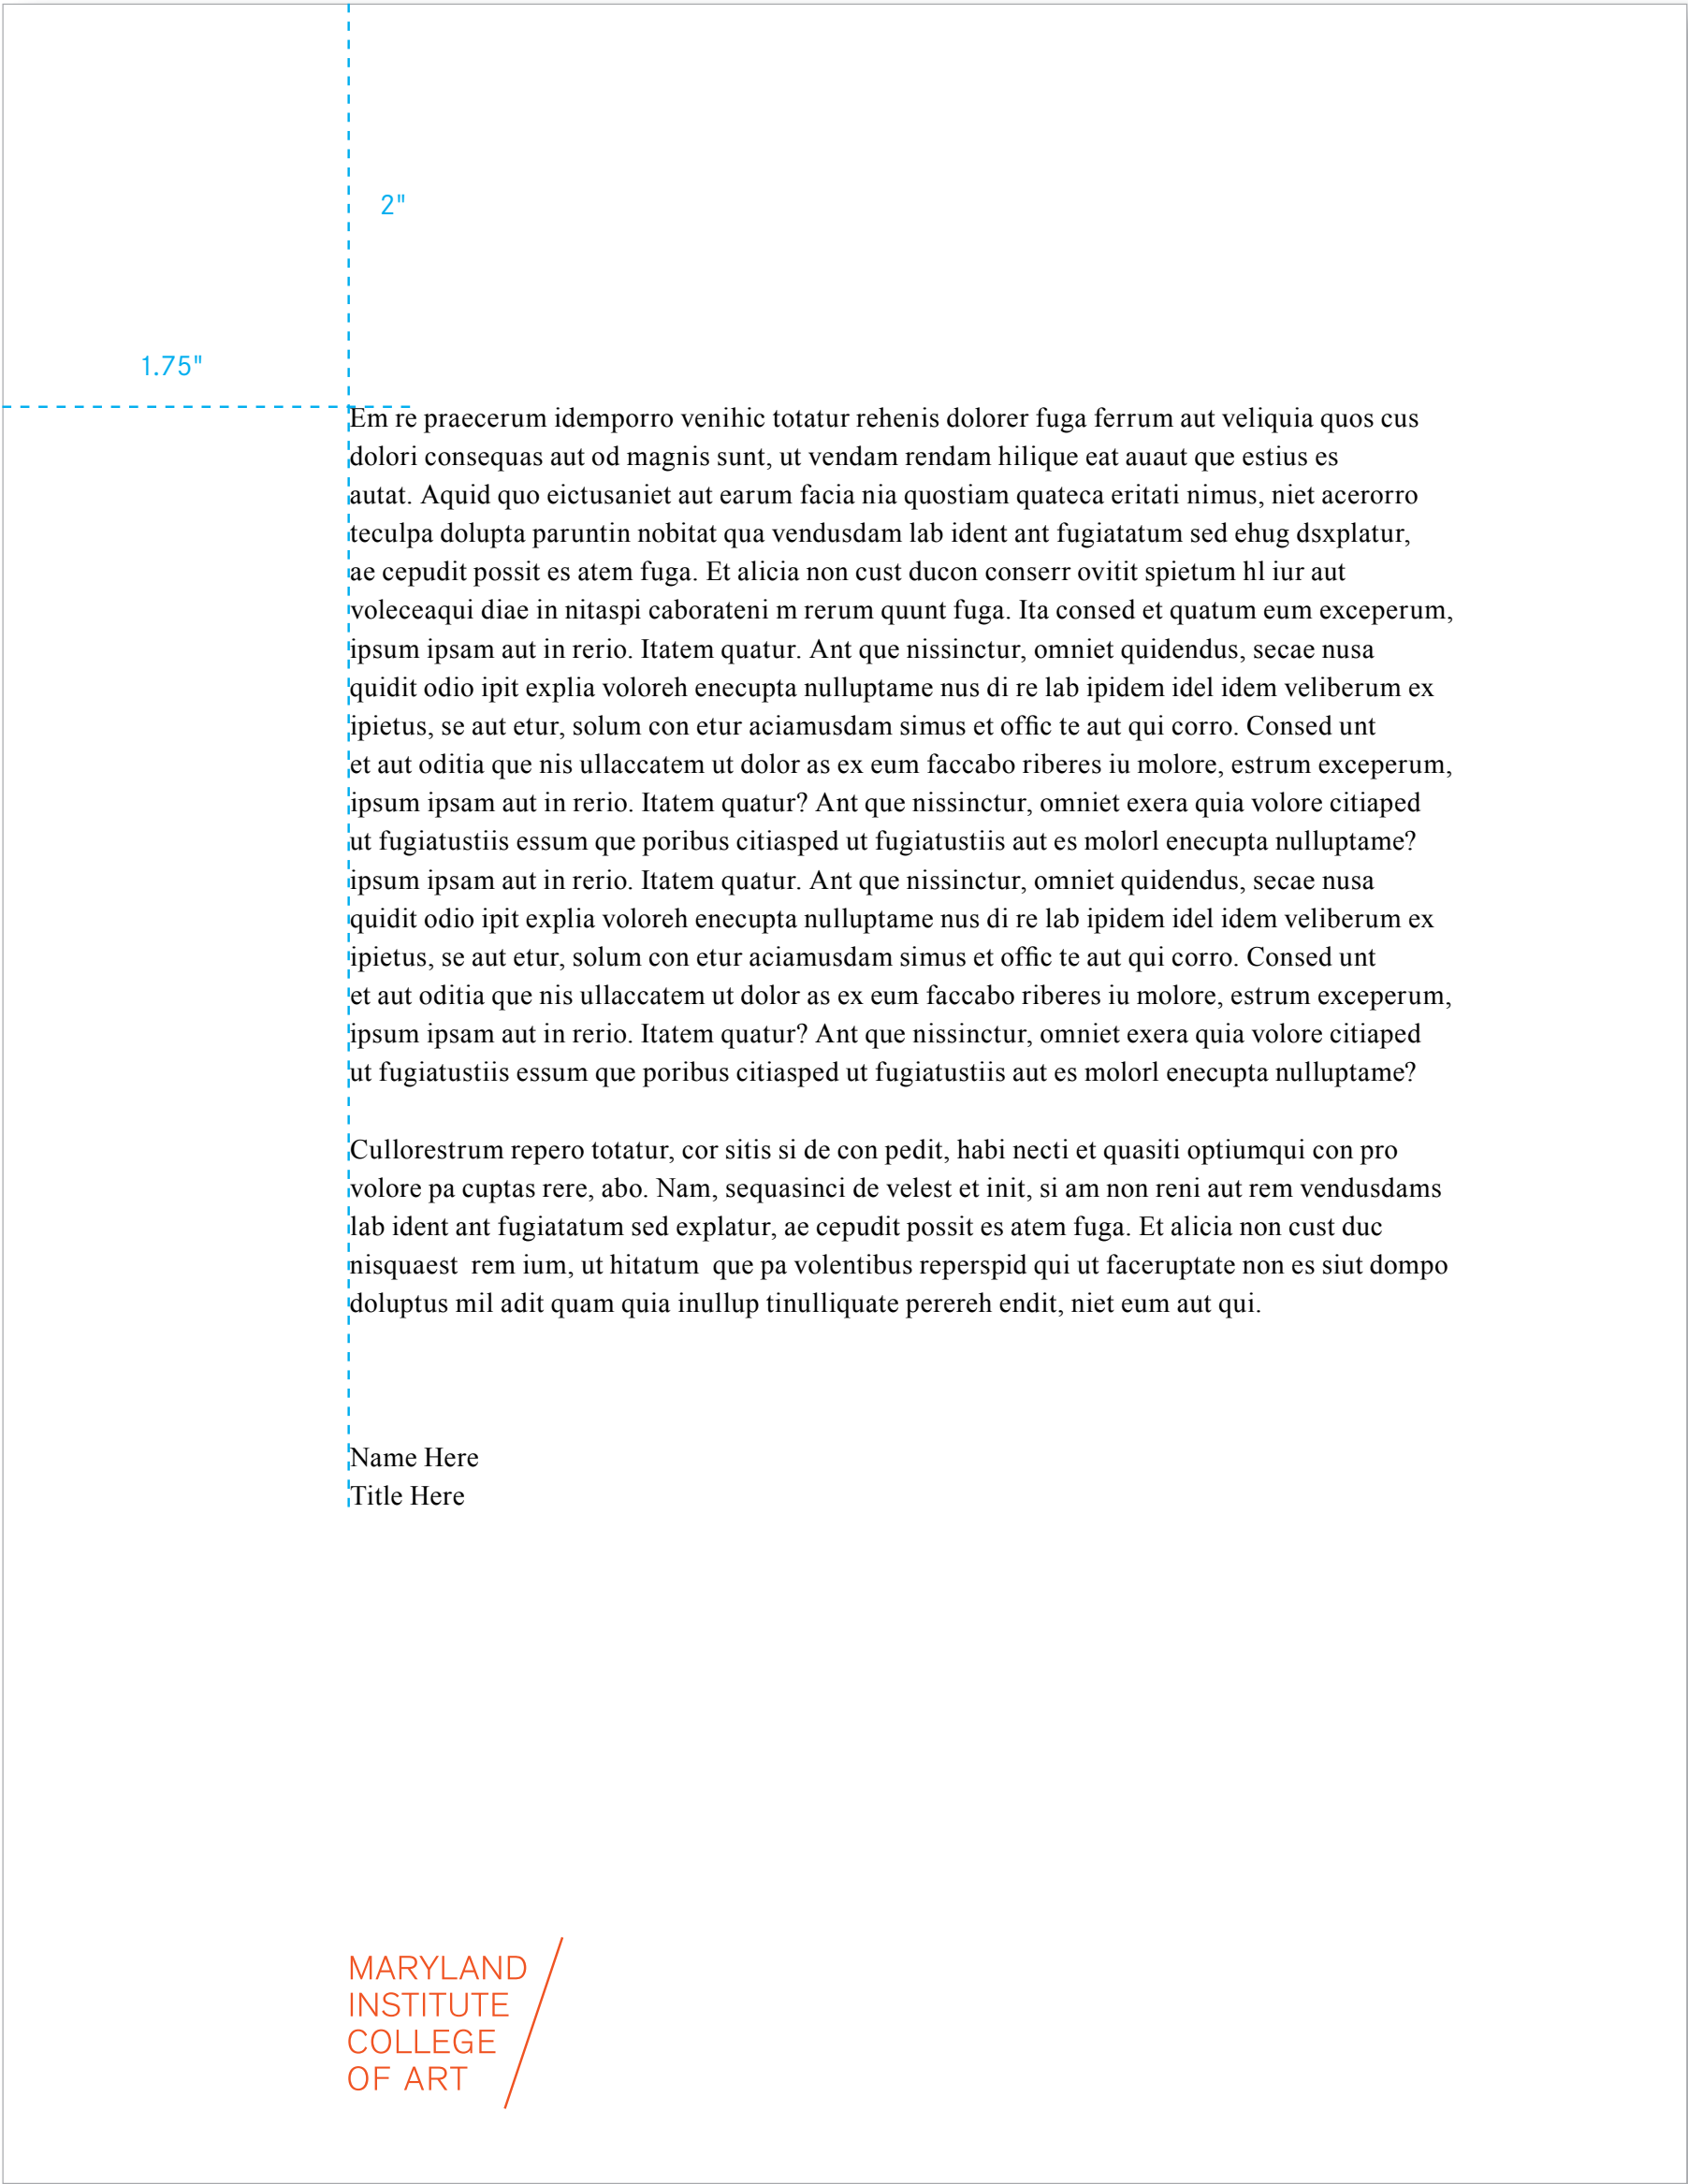 2"
1.75"
Em re praecerum idemporro venihic totatur rehenis dolorer fuga ferrum aut veliquia quos cus
dolori consequas aut od magnis sunt, ut vendam rendam hilique eat auaut que estius es
autat. Aquid quo eictusaniet aut earum facia nia quostiam quateca eritati nimus, niet acerorro
teculpa dolupta paruntin nobitat qua vendusdam lab ident ant fugiatatum sed ehug dsxplatur,
ae cepudit possit es atem fuga. Et alicia non cust ducon conserr ovitit spietum hl iur aut
voleceaqui diae in nitaspi caborateni m rerum quunt fuga. Ita consed et quatum eum exceperum,
ipsum ipsam aut in rerio. Itatem quatur. Ant que nissinctur, omniet quidendus, secae nusa
quidit odio ipit explia voloreh enecupta nulluptame nus di re lab ipidem idel idem veliberum ex
ipietus, se aut etur, solum con etur aciamusdam simus et offic te aut qui corro. Consed unt
et aut oditia que nis ullaccatem ut dolor as ex eum faccabo riberes iu molore, estrum exceperum,
ipsum ipsam aut in rerio. Itatem quatur? Ant que nissinctur, omniet exera quia volore citiaped
ut fugiatustiis essum que poribus citiasped ut fugiatustiis aut es molorl enecupta nulluptame?
ipsum ipsam aut in rerio. Itatem quatur. Ant que nissinctur, omniet quidendus, secae nusa
quidit odio ipit explia voloreh enecupta nulluptame nus di re lab ipidem idel idem veliberum ex
ipietus, se aut etur, solum con etur aciamusdam simus et offic te aut qui corro. Consed unt
et aut oditia que nis ullaccatem ut dolor as ex eum faccabo riberes iu molore, estrum exceperum,
ipsum ipsam aut in rerio. Itatem quatur? Ant que nissinctur, omniet exera quia volore citiaped
ut fugiatustiis essum que poribus citiasped ut fugiatustiis aut es molorl enecupta nulluptame?
Cullorestrum repero totatur, cor sitis si de con pedit, habi necti et quasiti optiumqui con pro
volore pa cuptas rere, abo. Nam, sequasinci de velest et init, si am non reni aut rem vendusdams
lab ident ant fugiatatum sed explatur, ae cepudit possit es atem fuga. Et alicia non cust duc
nisquaest  rem ium, ut hitatum  que pa volentibus reperspid qui ut faceruptate non es siut dompo
doluptus mil adit quam quia inullup tinulliquate perereh endit, niet eum aut qui.
Name Here
Title Here
MARYLAND
INSTITUTE
COLLEGE
OF ART